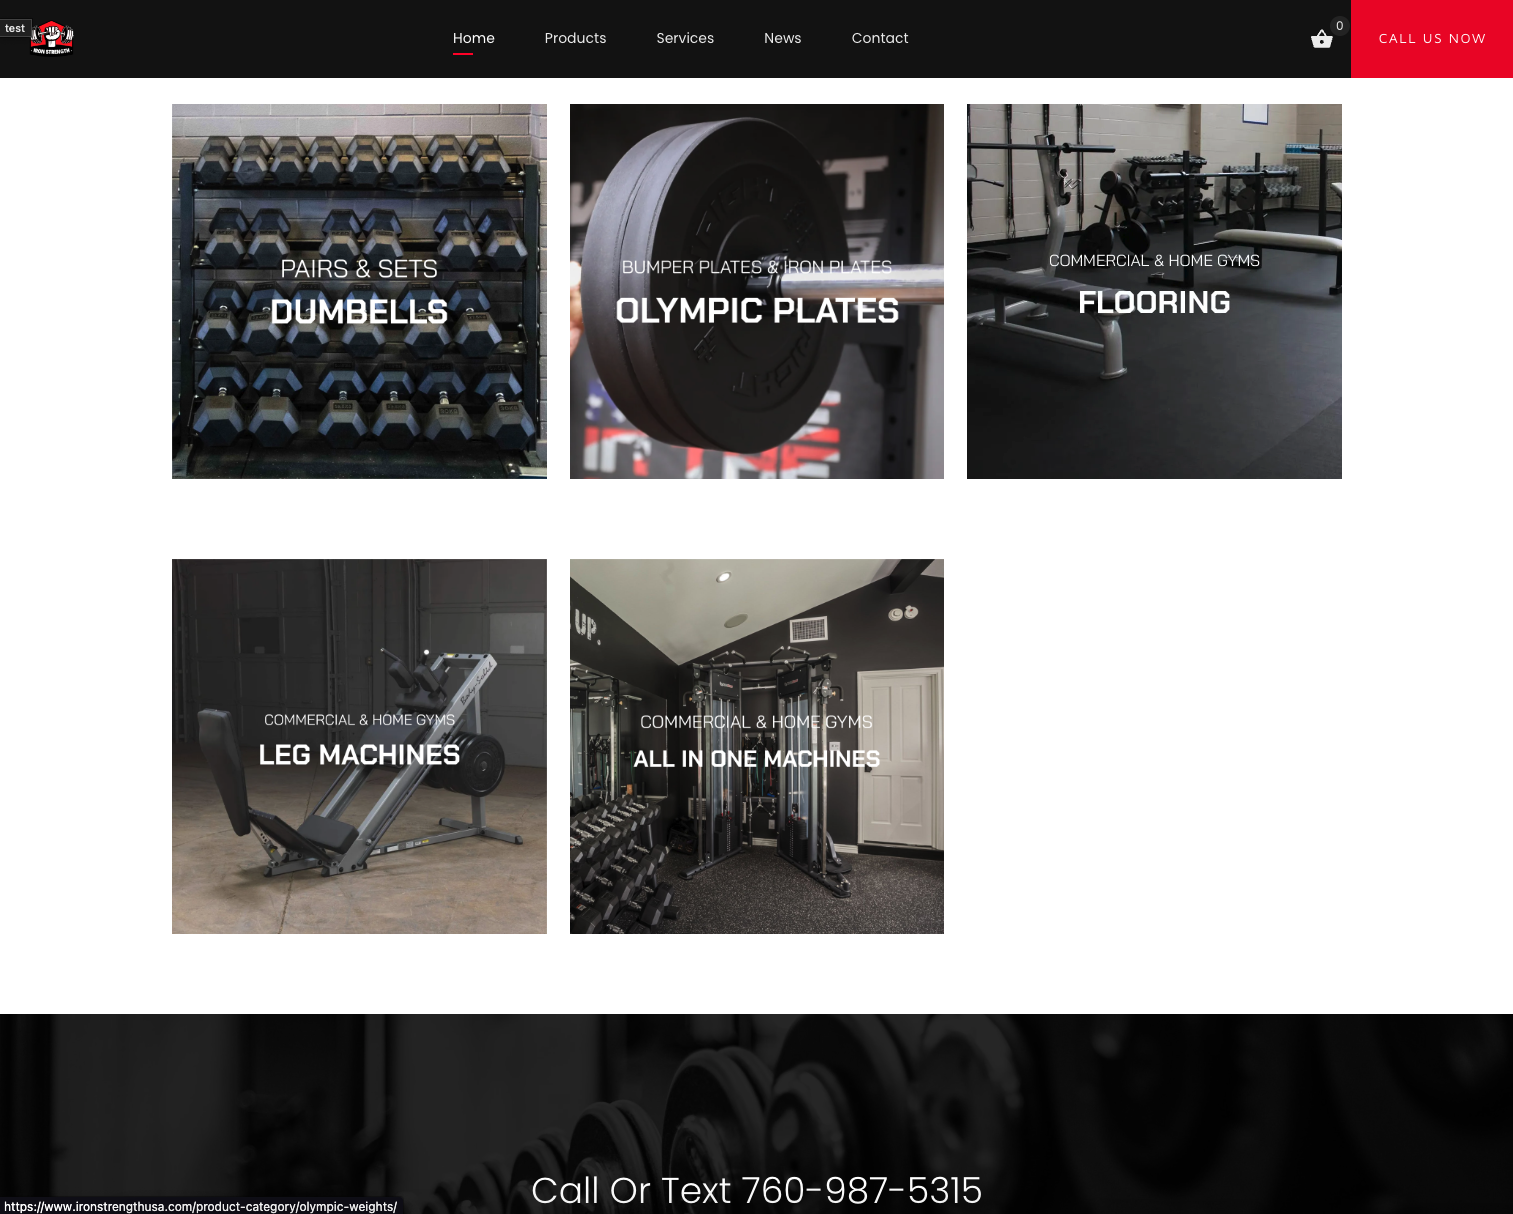 test
IRON STRENGTH
Home
Products
Services
News
Contact
0
CALL US NOW
PAIRS & SETS
DUMBELLS
BUMPER PLATES & IRON PLATES
OLYMPIC PLATES
COMMERCIAL & HOME GYMS
FLOORING
COMMERCIAL & HOME GYMS
LEG MACHINES
UP.
COMMERCIAL & HOME GYMS
ALL IN ONE MACHINES
Call Or Text 760-987-5315
https://www.ironstrengthusa.com/product-category/olympic-weights/